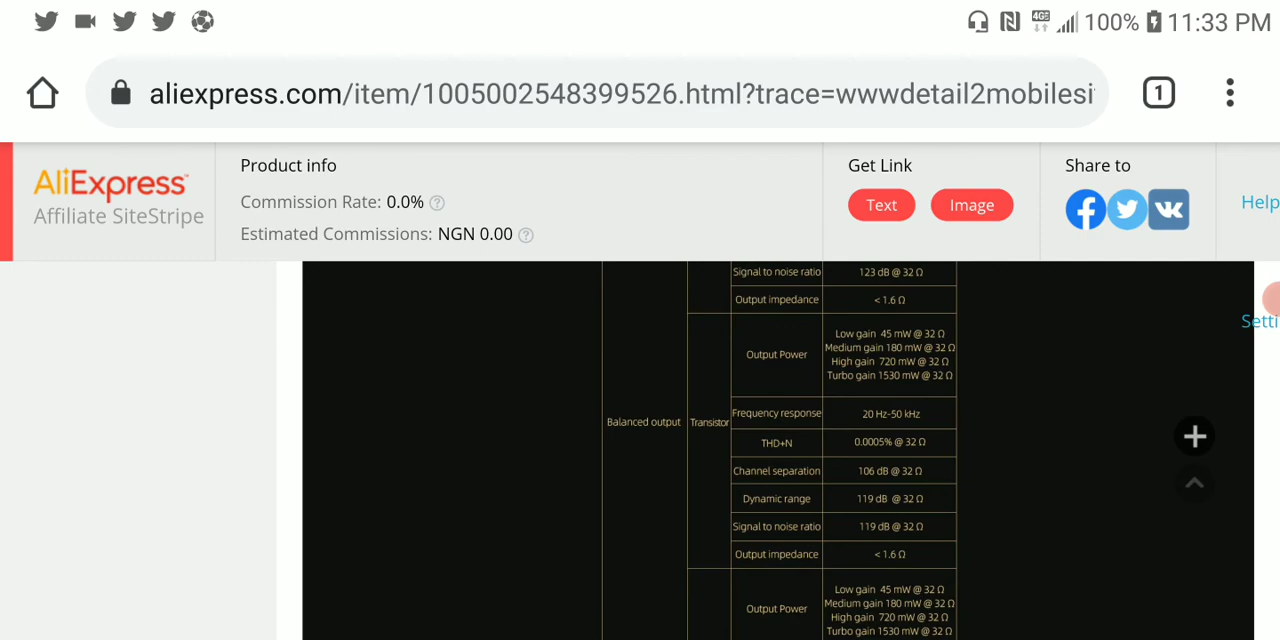 4GE 100% 11:33 PM
aliexpress.com/item/1005002548399526.html?trace=wwwdetail2mobilesi
1
AliExpress
Affiliate SiteStripe
Product info
Commission Rate: 0.0% ?
Estimated Commissions: NGN 0.00 ?
Get Link
Text Image
Share to
Help
Setti
Signal to noise ratio 123 dB @ 32 Ω
Output impedance < 1.6 Ω
Balanced output
Transistor
Output Power
Low gain 45 mW @ 32 Ω
Medium gain 180 mW @ 32 Ω
High gain 720 mW @ 32 Ω
Turbo gain 1530 mW @ 32 Ω
Frequency response 20 Hz-50 kHz
THD+N 0.0005% @ 32 Ω
Channel separation 106 dB @ 32 Ω
Dynamic range 119 dB @ 32 Ω
Signal to noise ratio 119 dB @ 32 Ω
Output impedance < 1.6 Ω
Output Power
Low gain 45 mW @ 32 Ω
Medium gain 180 mW @ 32 Ω
High gain 720 mW @ 32 Ω
Turbo gain 1530 mW @ 32 Ω